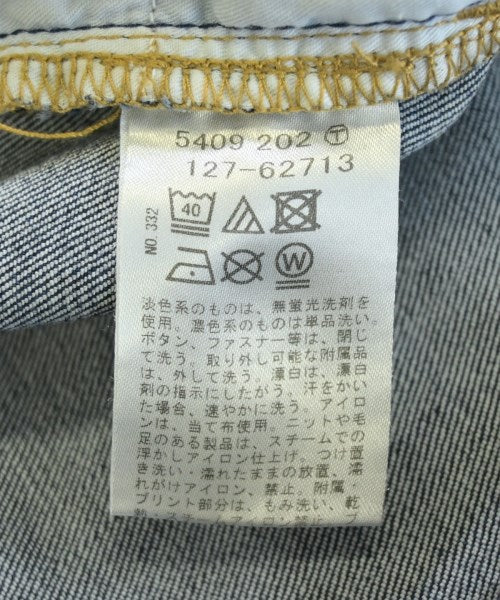 5409 202 Ⓣ
127-62713
NO. 332
40
W
淡色系のものは、無蛍光洗剤を
使用。濃色系のものは単品洗い。
ボタン、ファスナー等は、閉じ
て洗う。取り外し可能な附属品
は、外して洗う。漂白は、漂白
剤の指示にしたがう。汗をかい
た場合、速やかに洗う。アイロ
ンは、当て布使用。ニットや毛
足のある製品は、スチームでの
浮かしアイロン仕上げ。つけ置
き洗い・濡れたままの放置、濡
れがけアイロン、禁止。附属・
プリント部分は、もみ洗い、乾